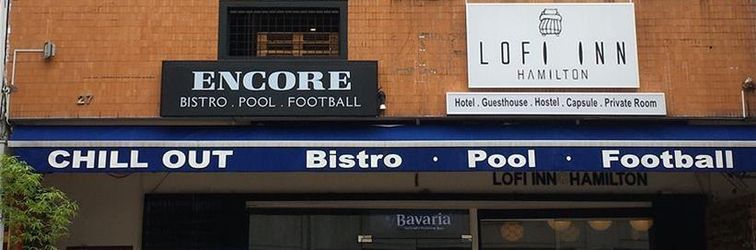 ENCORE
BISTRO . POOL . FOOTBALL
LOFI INN
HAMILTON
Hotel . Guesthouse . Hostel . Capsule . Private Room
27
CHILL OUT Bistro · Pool · Football
LOFI INN HAMILTON
Bavaria